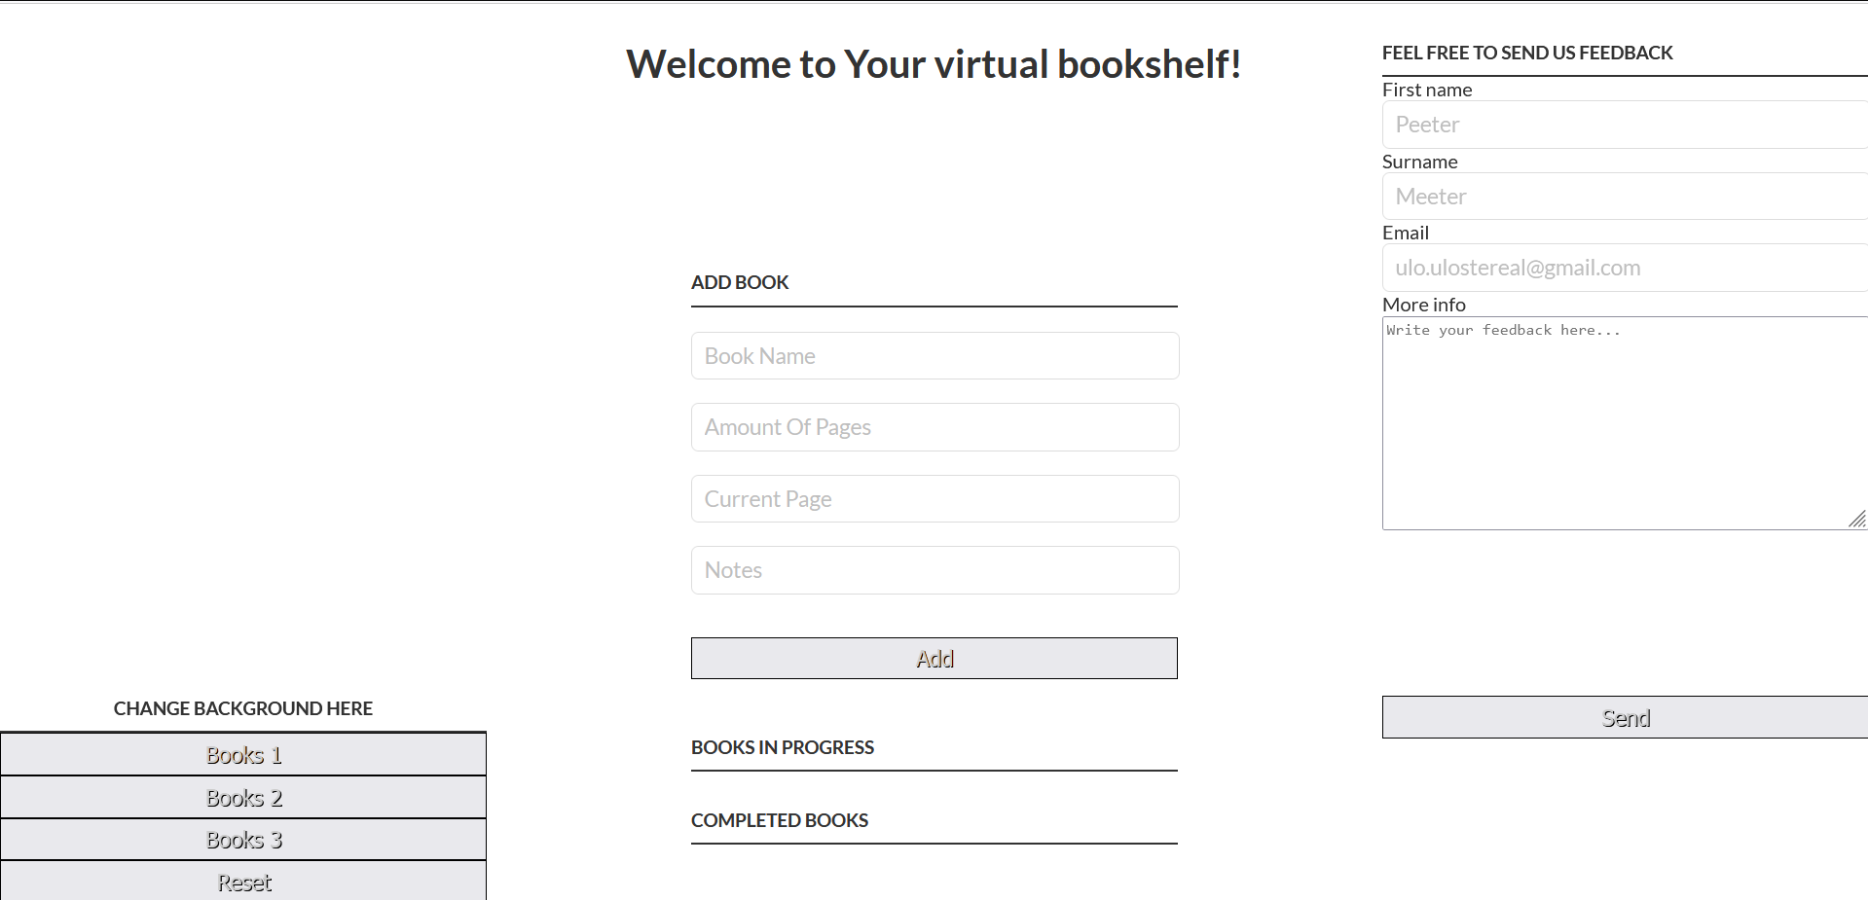 Welcome to Your virtual bookshelf!
ADD BOOK
Book Name
Amount Of Pages
Current Page
Notes
Add
BOOKS IN PROGRESS
COMPLETED BOOKS
FEEL FREE TO SEND US FEEDBACK
First name
Peeter
Surname
Meeter
Email
ulo.ulostereal@gmail.com
More info
Write your feedback here...
Send
CHANGE BACKGROUND HERE
Books 1
Books 2
Books 3
Reset